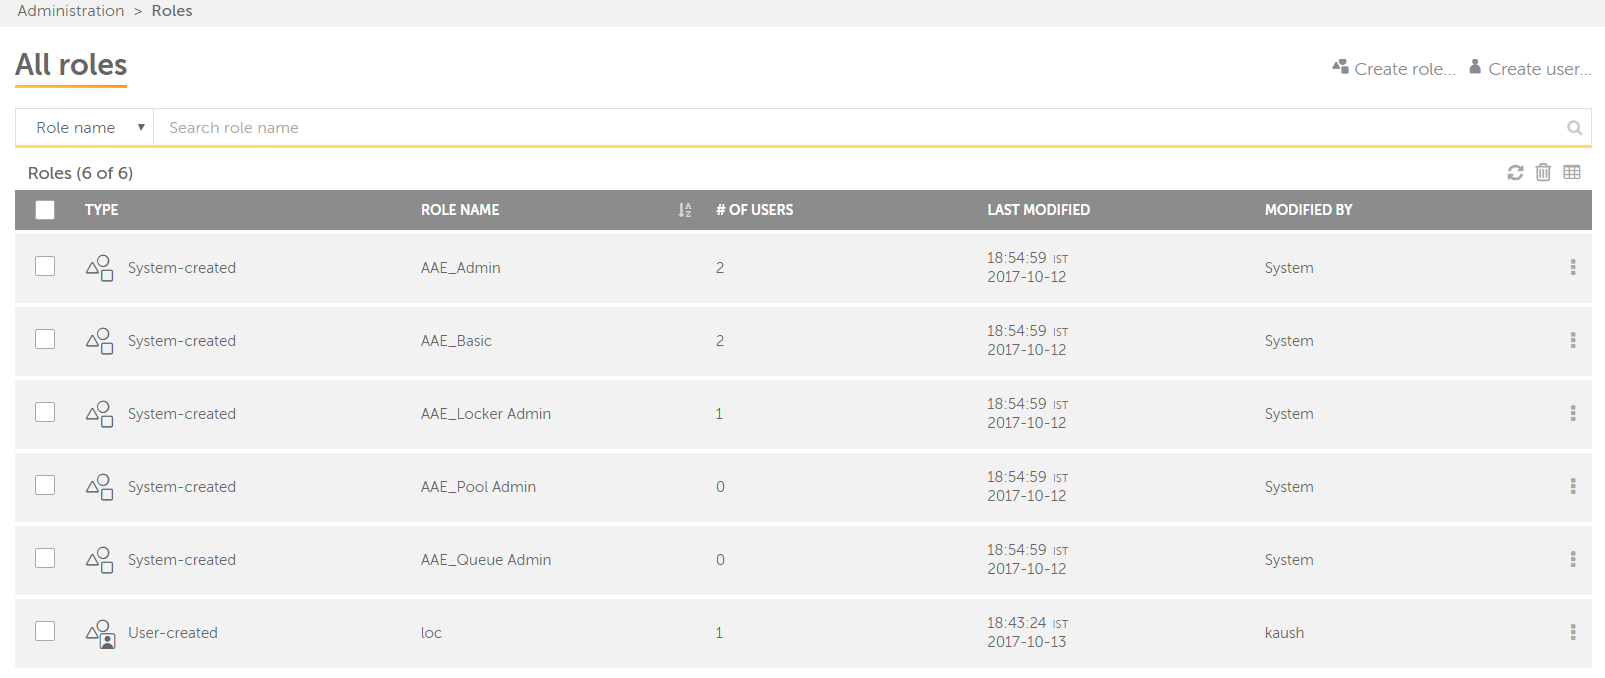 Administration > Roles
All roles
Create role... Create user...
Role name ▼ Search role name
Roles (6 of 6)
TYPE ROLE NAME # OF USERS LAST MODIFIED MODIFIED BY
System-created AAE_Admin 2 18:54:59 IST System
2017-10-12
System-created AAE_Basic 2 18:54:59 IST System
2017-10-12
System-created AAE_Locker Admin 1 18:54:59 IST System
2017-10-12
System-created AAE_Pool Admin 0 18:54:59 IST System
2017-10-12
System-created AAE_Queue Admin 0 18:54:59 IST System
2017-10-12
User-created loc 1 18:43:24 IST kaush
2017-10-13